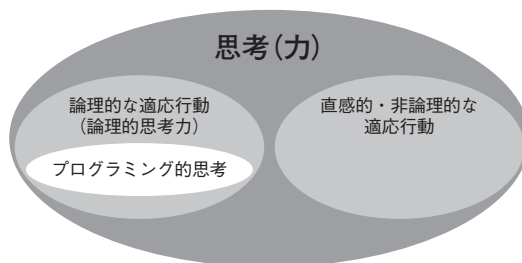 思考(力)
論理的な適応行動
(論理的思考力)
プログラミング的思考
直感的・非論理的な
適応行動